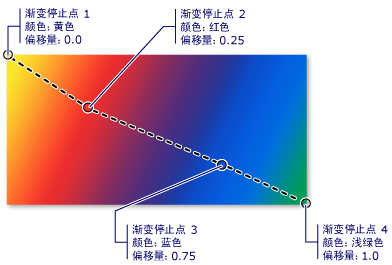 渐变停止点 1
颜色: 黄色
偏移量: 0.0
渐变停止点 2
颜色: 红色
偏移量: 0.25
渐变停止点 3
颜色: 蓝色
偏移量: 0.75
渐变停止点 4
颜色: 浅绿色
偏移量: 1.0